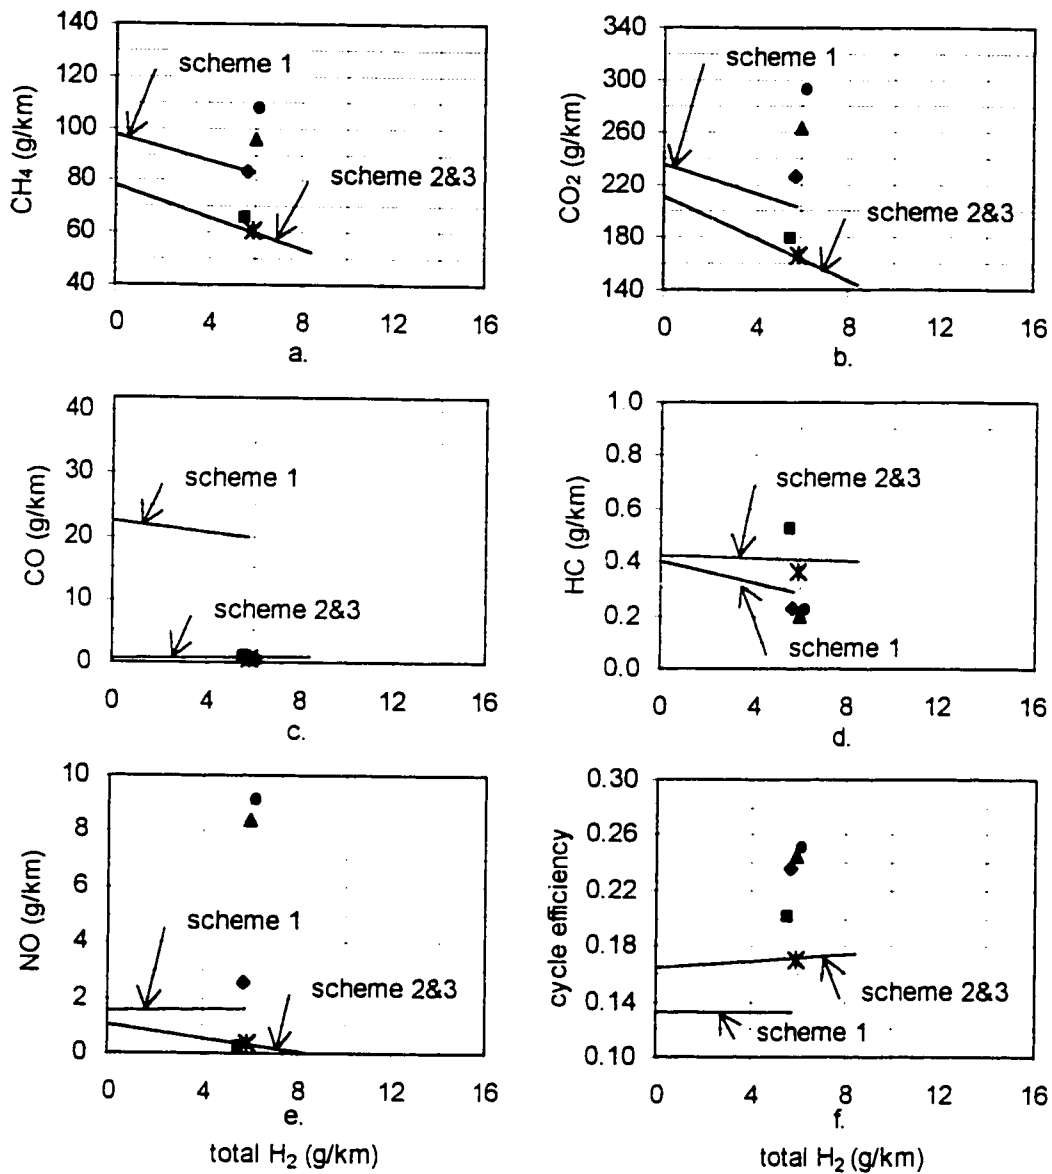 140
120
100
80
60
40
CH₄ (g/km)
scheme 1
scheme 2&3
0 4 8 12 16
a.
340
300
260
220
180
140
CO₂ (g/km)
scheme 1
scheme 2&3
0 4 8 12 16
b.
40
30
20
10
0
CO (g/km)
scheme 1
scheme 2&3
0 4 8 12 16
c.
1.0
0.8
0.6
0.4
0.2
0.0
HC (g/km)
scheme 2&3
scheme 1
0 4 8 12 16
d.
10
8
6
4
2
0
NO (g/km)
scheme 1
scheme 2&3
0 4 8 12 16
e.
total H₂ (g/km)
0.30
0.26
0.22
0.18
0.14
0.10
cycle efficiency
scheme 2&3
scheme 1
0 4 8 12 16
f.
total H₂ (g/km)